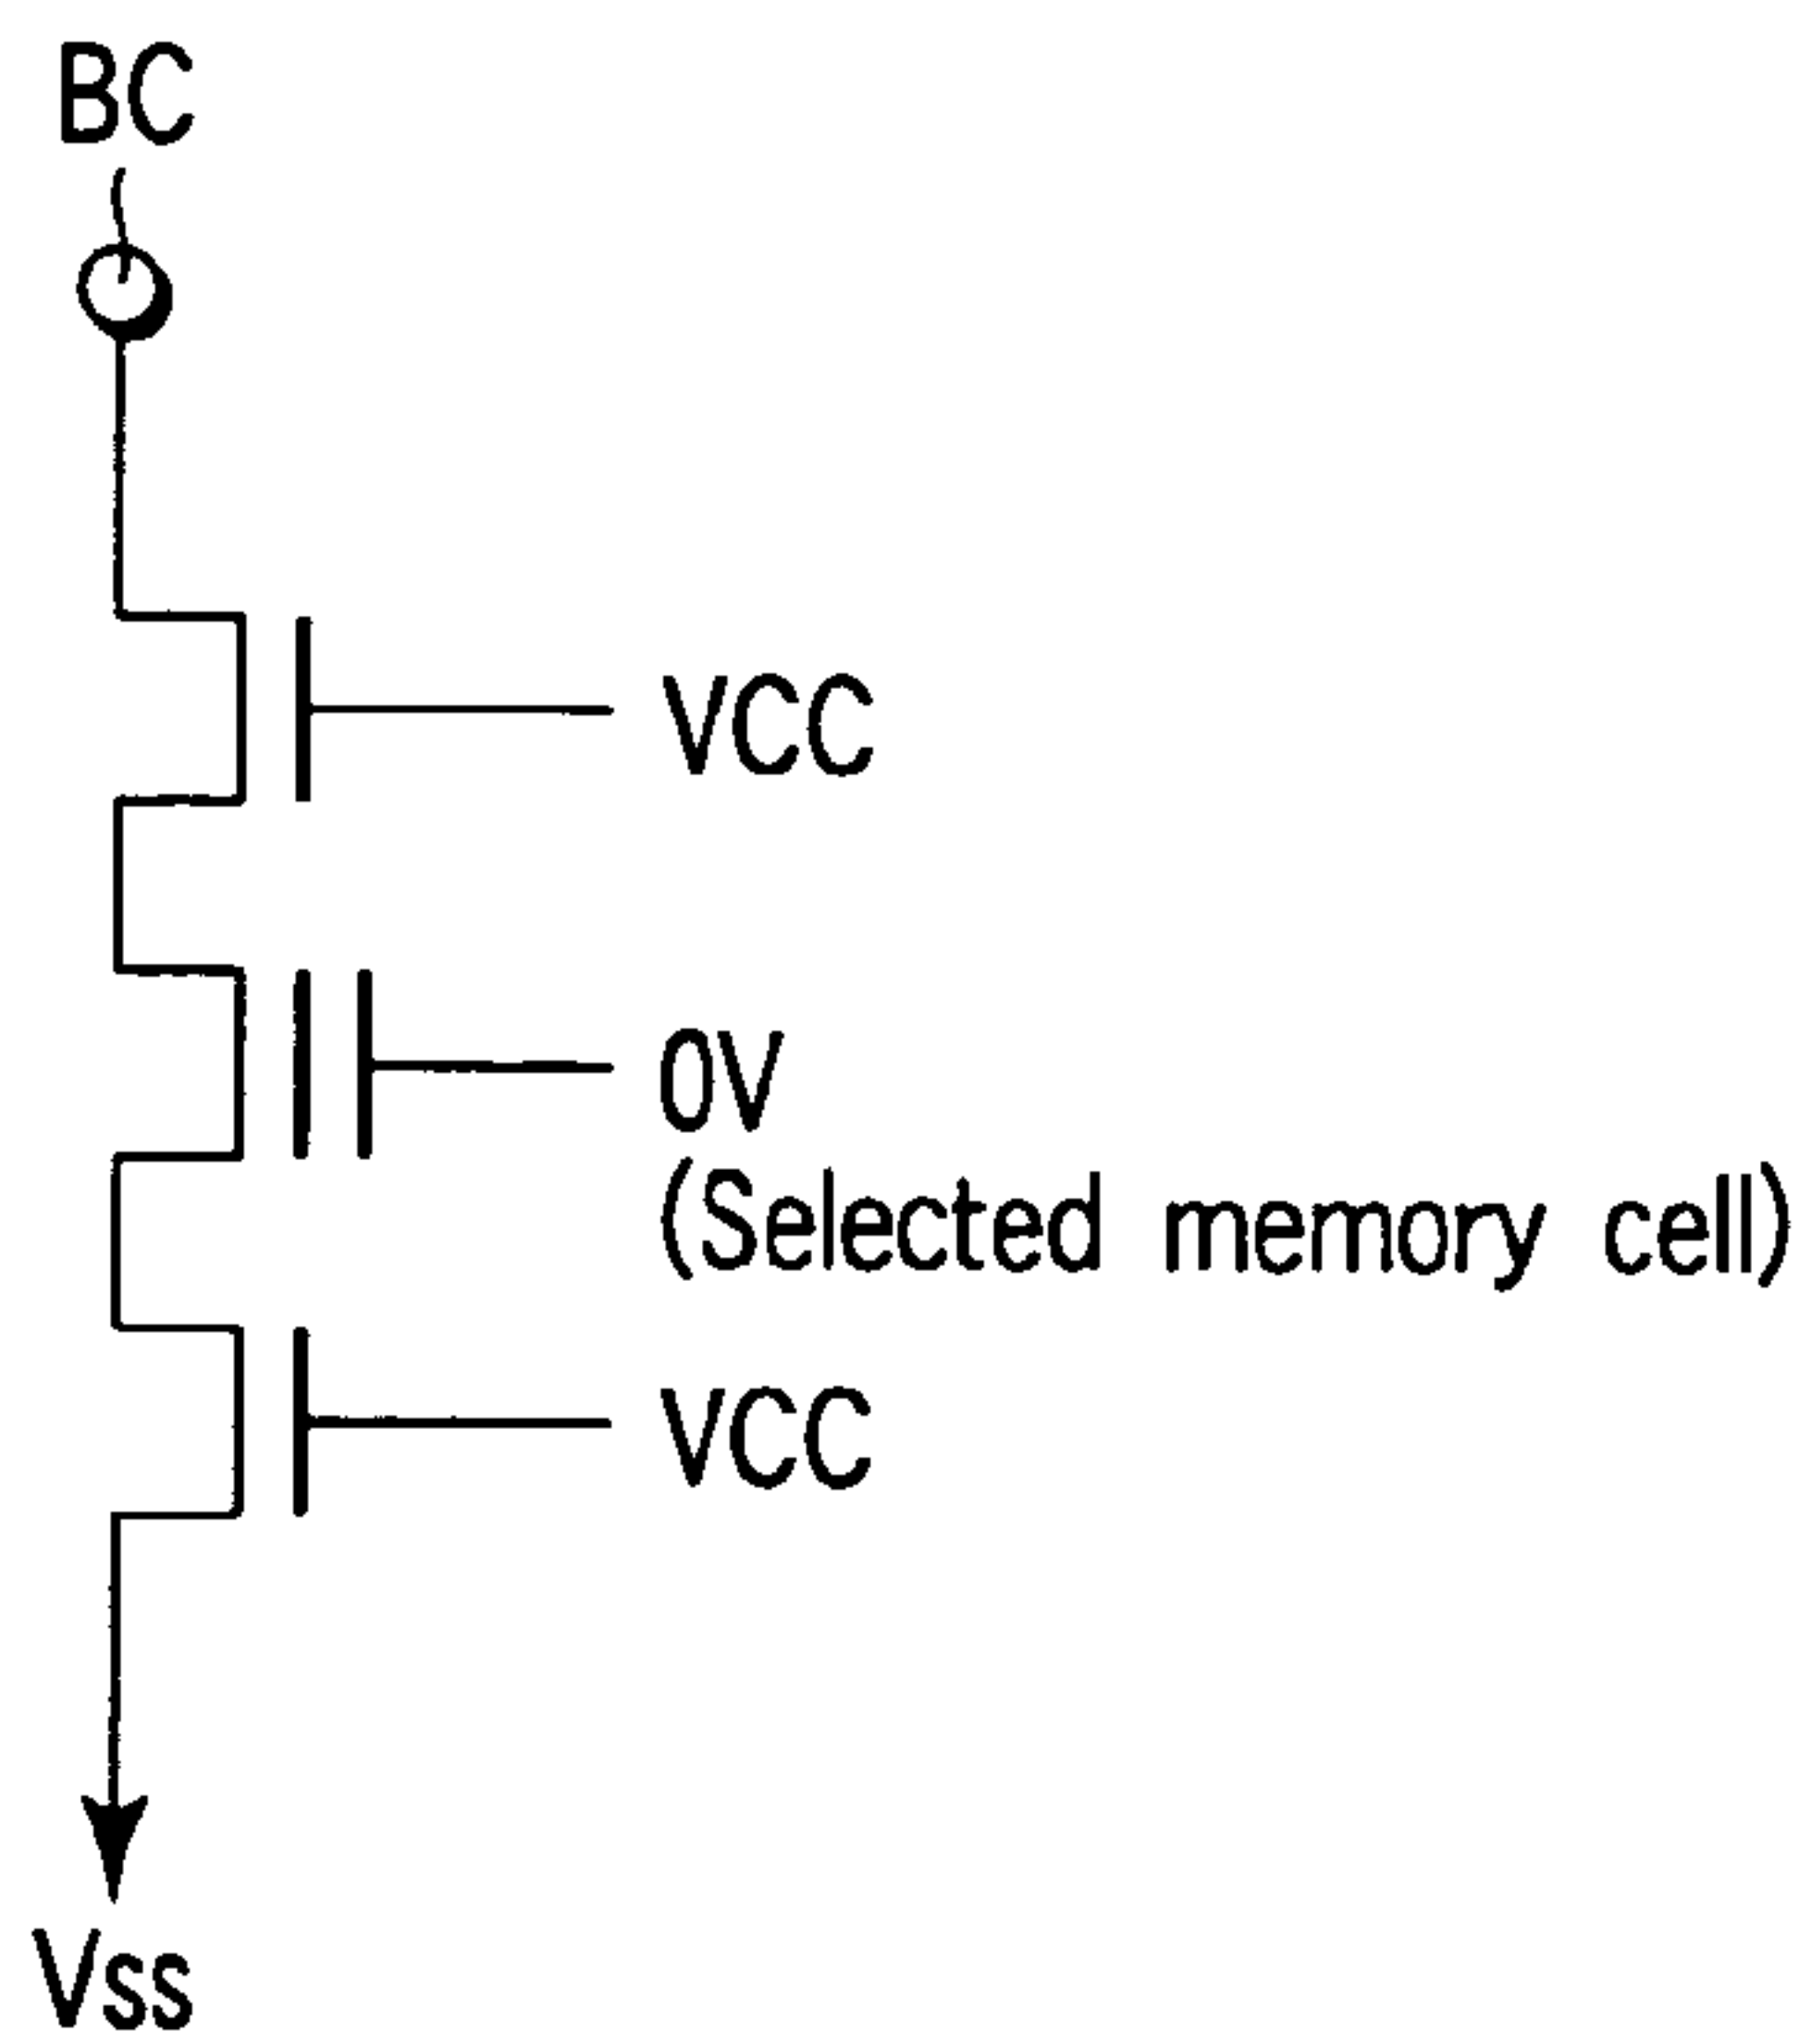 BC
VCC
0V
(Selected memory cell)
VCC
Vss